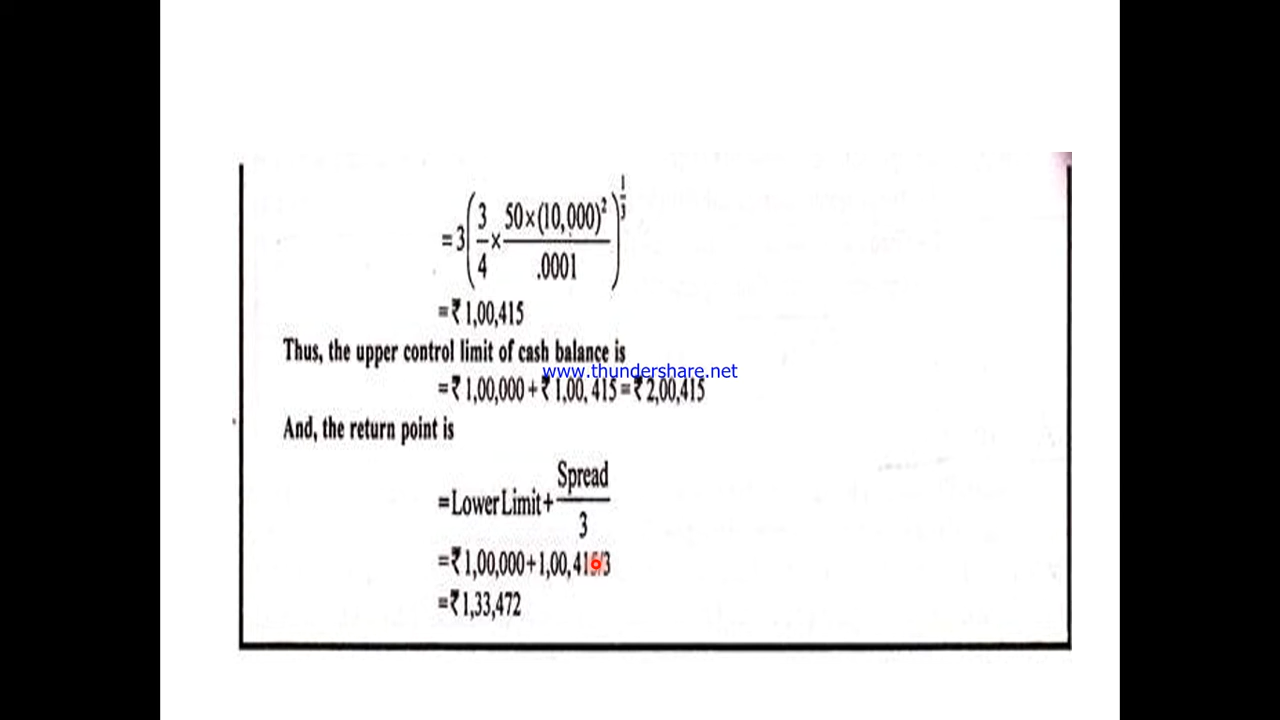 = 3(3/4 × 50×(10,000)²/.0001)^1/3
=₹ 1,00,415
Thus, the upper control limit of cash balance is
www.thundershare.net
=₹ 1,00,000 +₹ 1,00, 415 =₹ 2,00,415
And, the return point is
=Lower Limit+ Spread/3
=₹ 1,00,000+1,00,415/3
=₹ 1,33,472